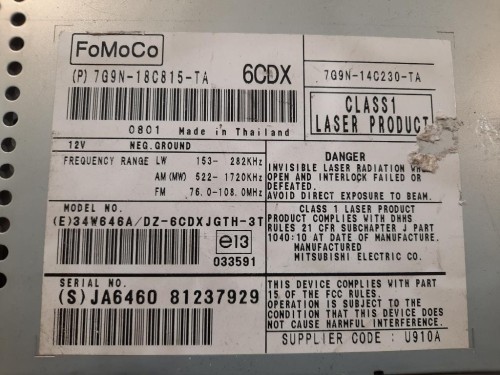 FoMoCo
(P) 7G9N-18C815-TA 6CDX 7G9N-14C230-TA
0801 Made in Thailand
CLASS1
LASER PRODUCT
12V NEG.GROUND
FREQUENCY RANGE LW 153- 282KHz
AM(MW) 522- 1720KHz
FM 76.0-108.0MHz
DANGER
INVISIBLE LASER RADIATION WHEN
OPEN AND INTERLOCK FAILED OR
DEFEATED.
AVOID DIRECT EXPOSURE TO BEAM.
MODEL NO.
(E)34W646A/DZ-6CDXJGTH-3T
e13
033591
CLASS 1 LASER PRODUCT
PRODUCT COMPLIES WITH DHHS
RULES 21 CFR SUBCHAPTER J PART
1040:10 AT DATE OF MANUFACTURE.
MANUFACTURED
MITSUBISHI ELECTRIC CO.
SERIAL NO.
(S)JA6460 81237929
THIS DEVICE COMPLIES WITH PART
15 OF THE FCC RULES.
OPERATION IS SUBJECT TO THE
CONDITION THAT THIS DEVICE DOES
NOT CAUSE HARMFUL INTERFERENCE.
SUPPLIER CODE : U910A